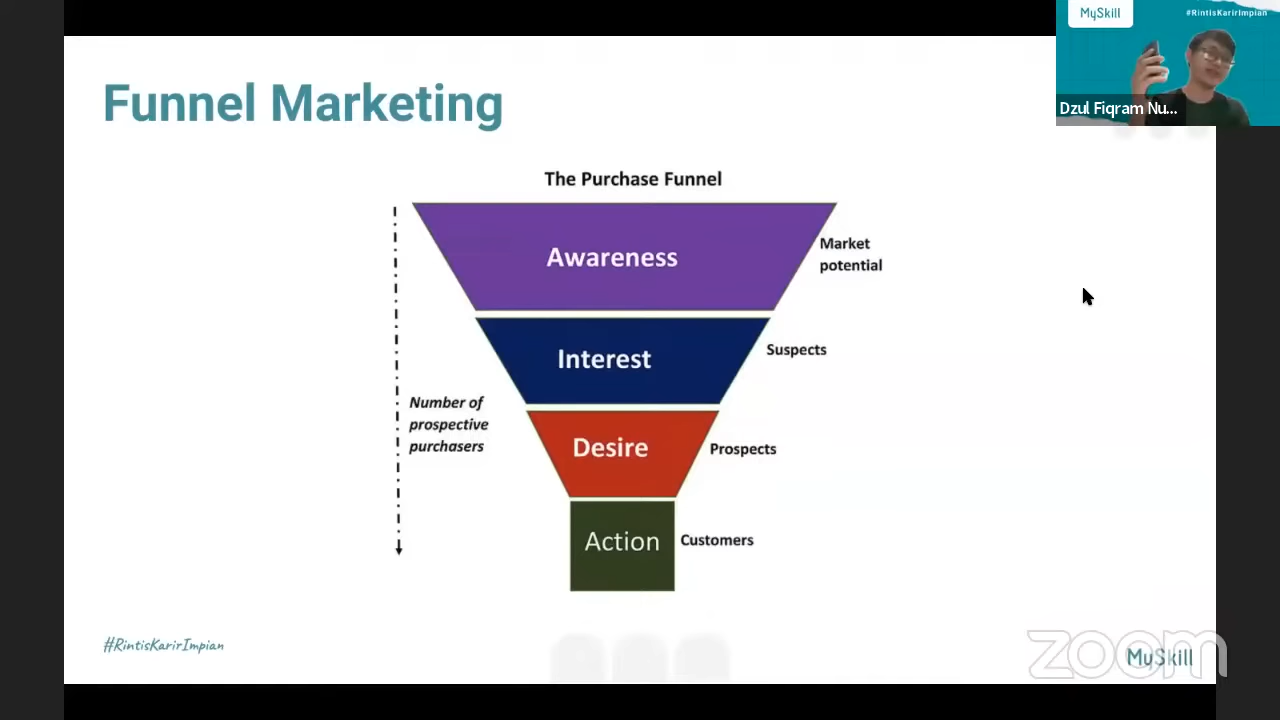 MySkill
#RintisKarirImpian
Dzul Fiqram Nu...
Funnel Marketing
The Purchase Funnel
Awareness
Market
potential
Interest
Suspects
Number of
prospective
purchasers
Desire
Prospects
Action
Customers
#RintisKarirImpian
zoom
MySkill